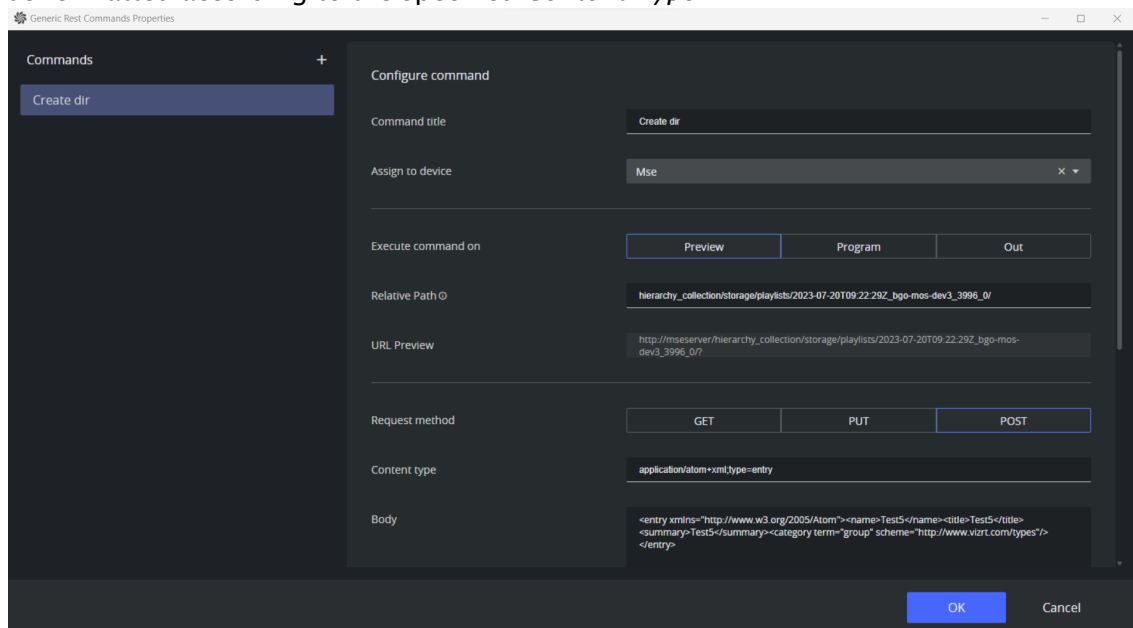 Generic Rest Commands Properties
Commands
+
Create dir
Configure command
Command title
Create dir
Assign to device
Mse
Execute command on
Preview Program Out
Relative Path
hierarchy_collection/storage/playlists/2023-07-20T09:22:29Z_bgo-mos-dev3_3996_0/
URL Preview
http://mseserver/hierarchy_collection/storage/playlists/2023-07-20T09:22:29Z_bgo-mos-
dev3_3996_0/?
Request method
GET PUT POST
Content type
application/atom+xml;type=entry
Body
<entry xmlns="http://www.w3.org/2005/Atom"><name>Test5</name><title>Test5</title>
<summary>Test5</summary><category term="group" scheme="http://www.vizrt.com/types"/>
</entry>
OK Cancel